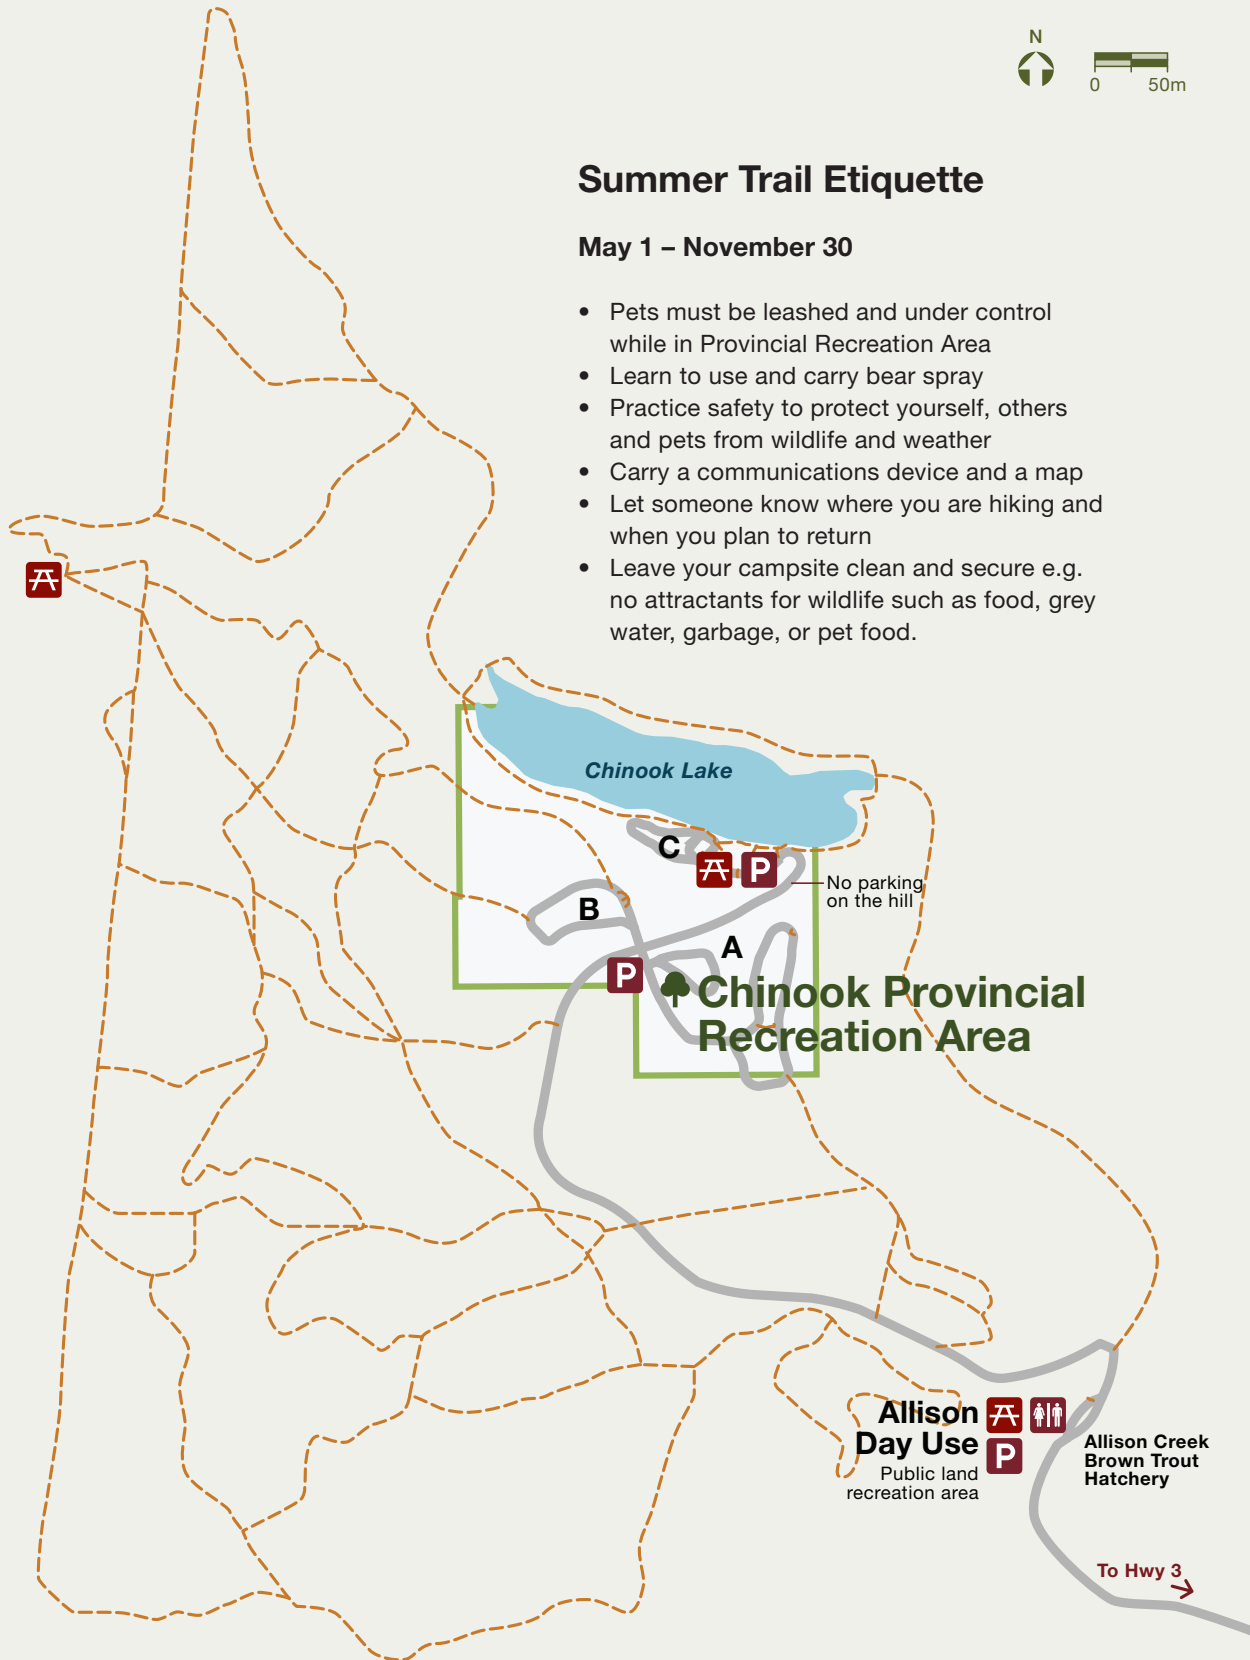 N
0 50m
Summer Trail Etiquette
May 1 – November 30
• Pets must be leashed and under control
while in Provincial Recreation Area
• Learn to use and carry bear spray
• Practice safety to protect yourself, others
and pets from wildlife and weather
• Carry a communications device and a map
• Let someone know where you are hiking and
when you plan to return
• Leave your campsite clean and secure e.g.
no attractants for wildlife such as food, grey
water, garbage, or pet food.
Chinook Lake
C
P
No parking
on the hill
B
A
P
Chinook Provincial
Recreation Area
Allison
Day Use
P
Public land
recreation area
Allison Creek
Brown Trout
Hatchery
To Hwy 3